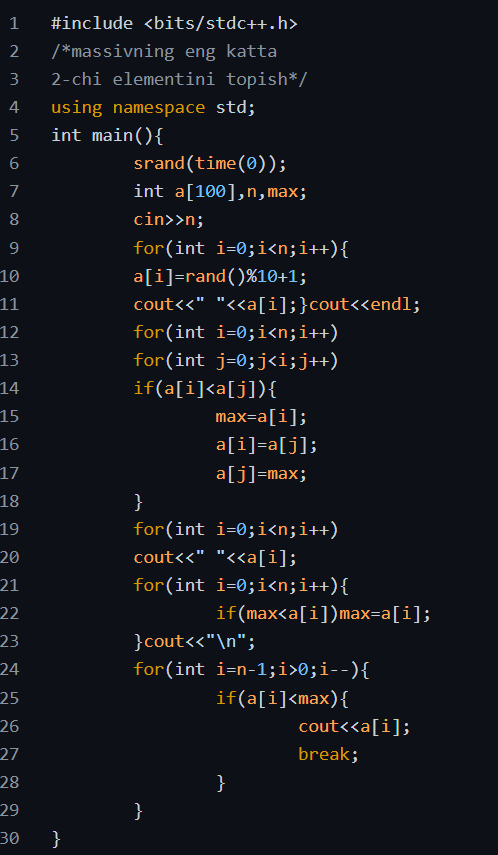 1 #include <bits/stdc++.h>
2 /*massivning eng katta
3 2-chi elementini topish*/
4 using namespace std;
5 int main(){
6 srand(time(0));
7 int a[100],n,max;
8 cin>>n;
9 for(int i=0;i<n;i++){
10 a[i]=rand()%10+1;
11 cout<<" "<<a[i];}cout<<endl;
12 for(int i=0;i<n;i++)
13 for(int j=0;j<i;j++)
14 if(a[i]<a[j]){
15 max=a[i];
16 a[i]=a[j];
17 a[j]=max;
18 }
19 for(int i=0;i<n;i++)
20 cout<<" "<<a[i];
21 for(int i=0;i<n;i++){
22 if(max<a[i])max=a[i];
23 }cout<<"\n";
24 for(int i=n-1;i>0;i--){
25 if(a[i]<max){
26 cout<<a[i];
27 break;
28 }
29 }
30 }